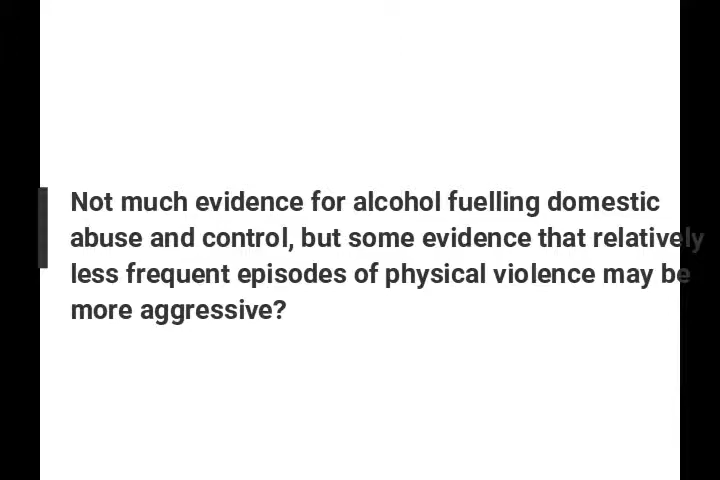 Not much evidence for alcohol fuelling domestic
abuse and control, but some evidence that relatively
less frequent episodes of physical violence may be
more aggressive?